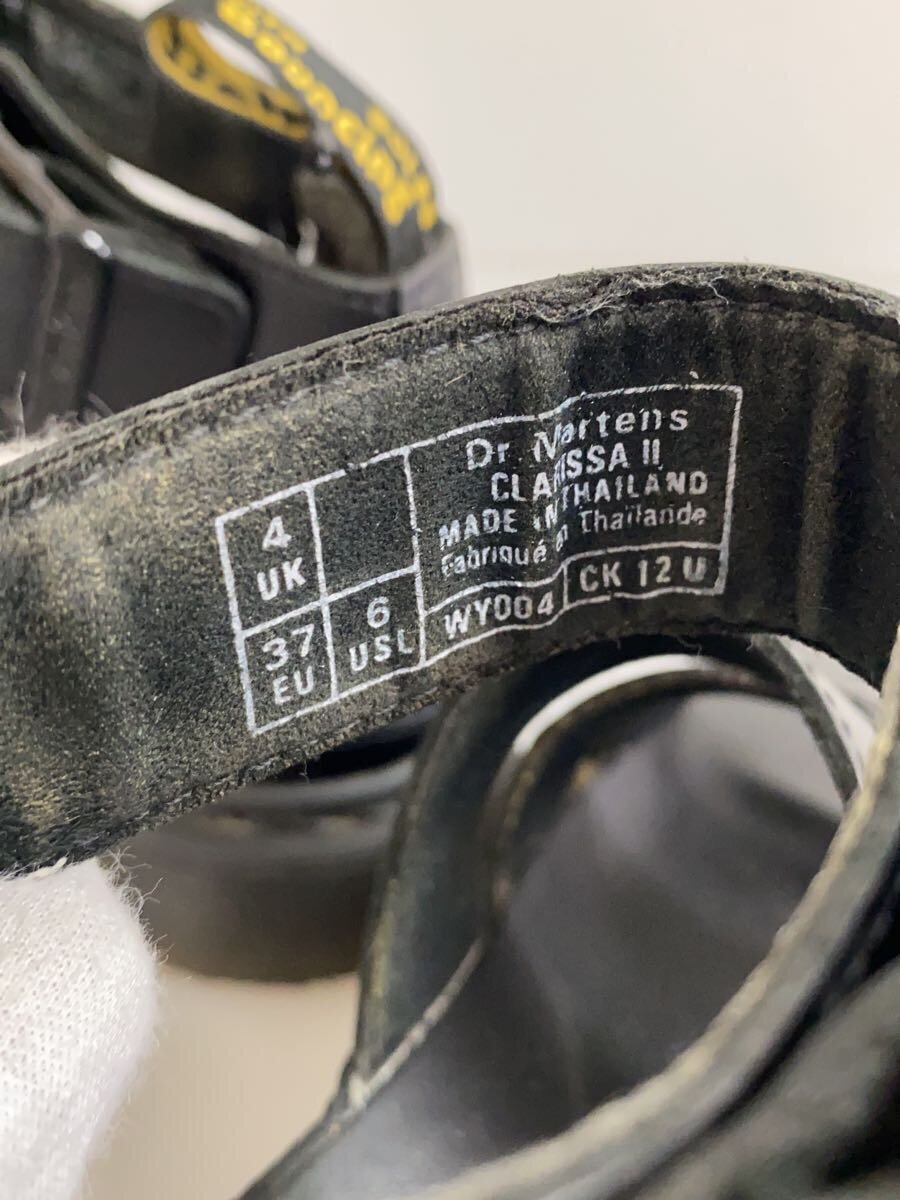 Bouncing
4
UK
37
EU
6
USL
Dr Martens
CLARISSA II
MADE IN THAILAND
Fabriqué en Thaïlande
WY004
CK 12 U